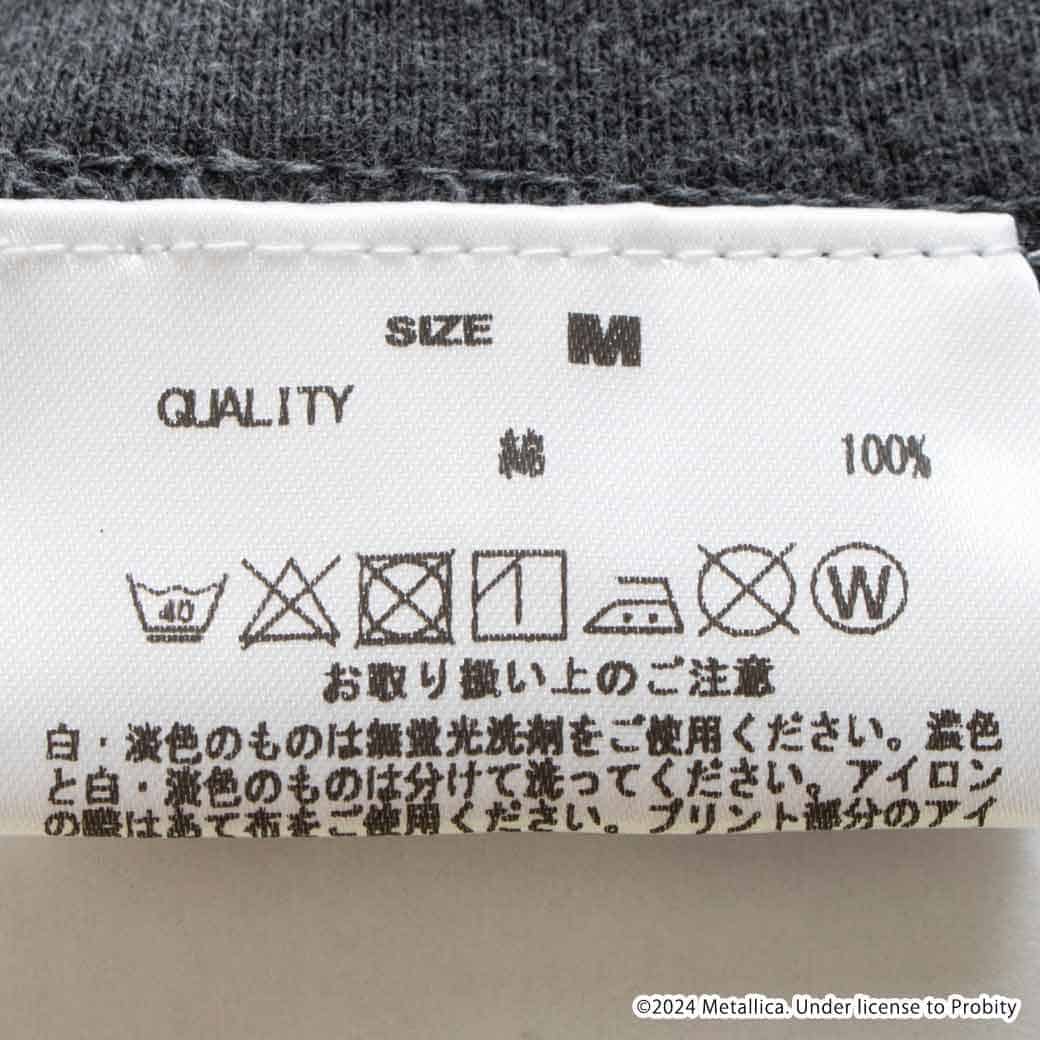 SIZE M
QUALITY
綿 100%
40
W
お取り扱い上のご注意
白・淡色のものは無蛍光洗剤をご使用ください。濃色
と白・淡色のものは分けて洗ってください。アイロン
の際はあて布をご使用ください。プリント部分のアイ
©2024 Metallica. Under license to Probity